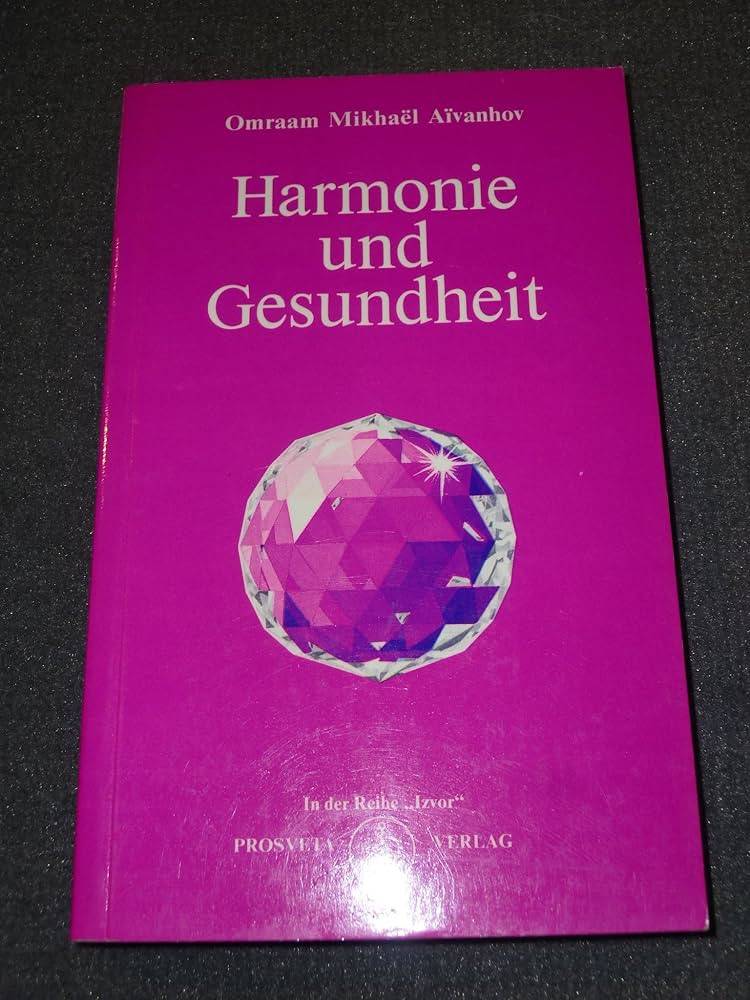 Omraam Mikhaël Aïvanhov
Harmonie
und
Gesundheit
In der Reihe „Izvor“
PROSVETA VERLAG